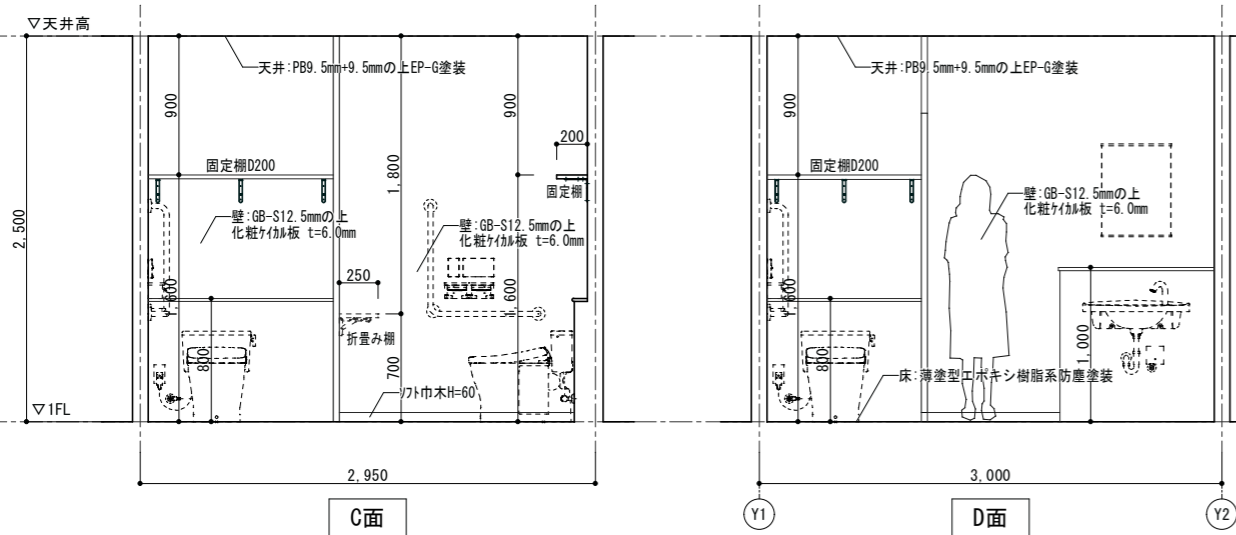 ▽天井高
天井:PB9.5mm+9.5mmの上EP-G塗装
900
900
200
固定棚D200
固定棚
1,800
2,500
壁:GB-S12.5mmの上
化粧ケイカル板 t=6.0mm
壁:GB-S12.5mmの上
化粧ケイカル板 t=6.0mm
250
1,600
1,600
折畳み棚
800
700
ソフト巾木H=60
▽1FL
2,950
C面
天井:PB9.5mm+9.5mmの上EP-G塗装
900
固定棚D200
壁:GB-S12.5mmの上
化粧ケイカル板 t=6.0mm
1,600
800
1,000
床:薄塗型エポキシ樹脂系防塵塗装
3,000
Y1
D面
Y2